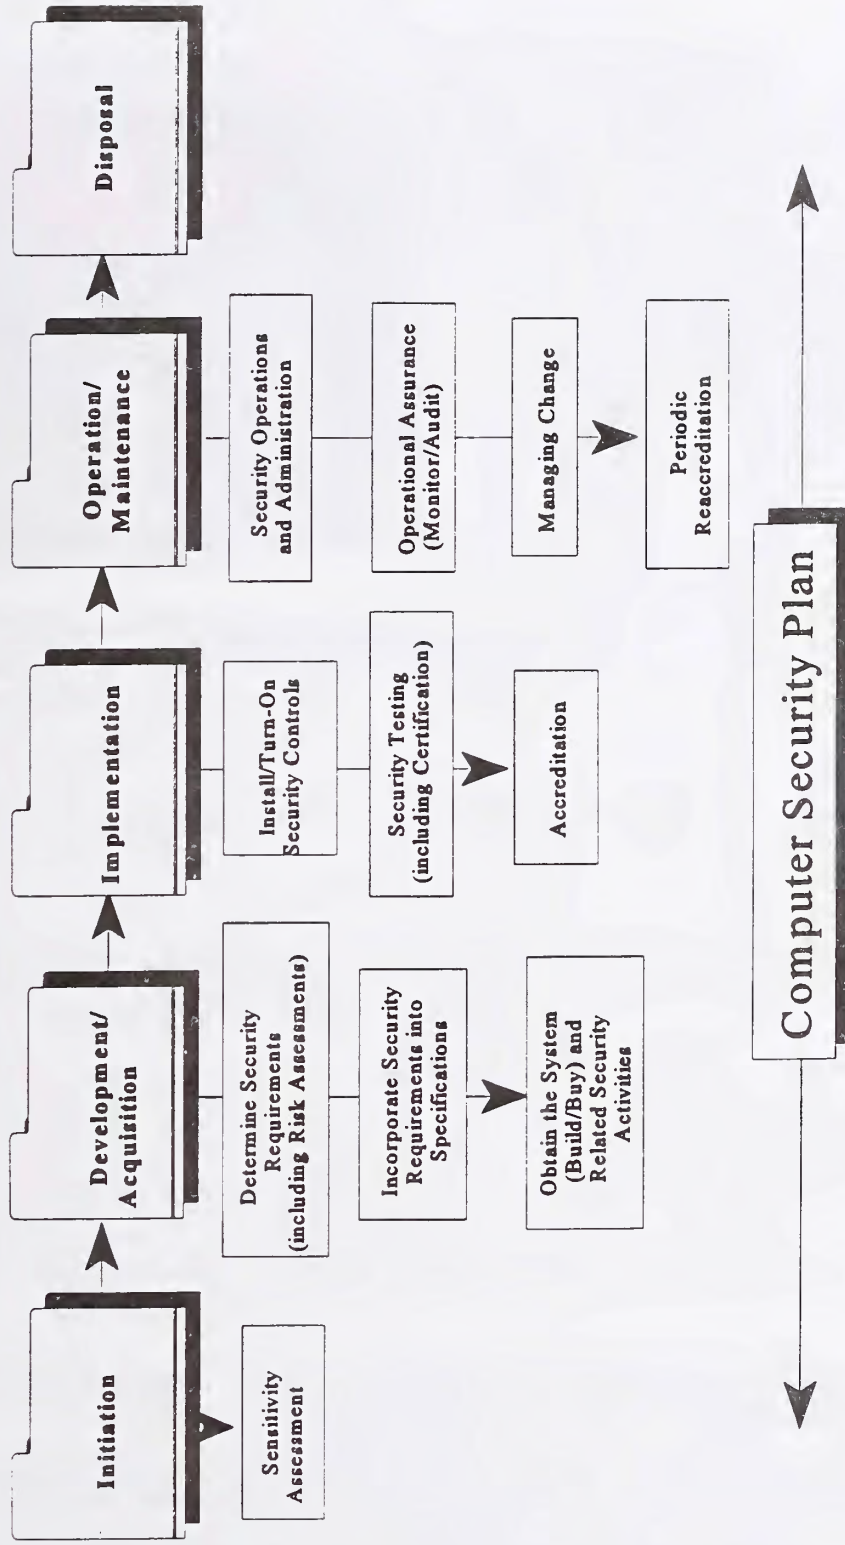 Initiation
Sensitivity
Assessment
Development/
Acquisition
Determine Security
Requirements
(including Risk Assessments)
Incorporate Security
Requirements into
Specifications
Obtain the System
(Build/Buy) and
Related Security
Activities
Implementation
Install/Turn-On
Security Controls
Security Testing
(including Certification)
Accreditation
Operation/
Maintenance
Security Operations
and Administration
Operational Assurance
(Monitor/Audit)
Managing Change
Periodic
Reaccreditation
Disposal
Computer Security Plan